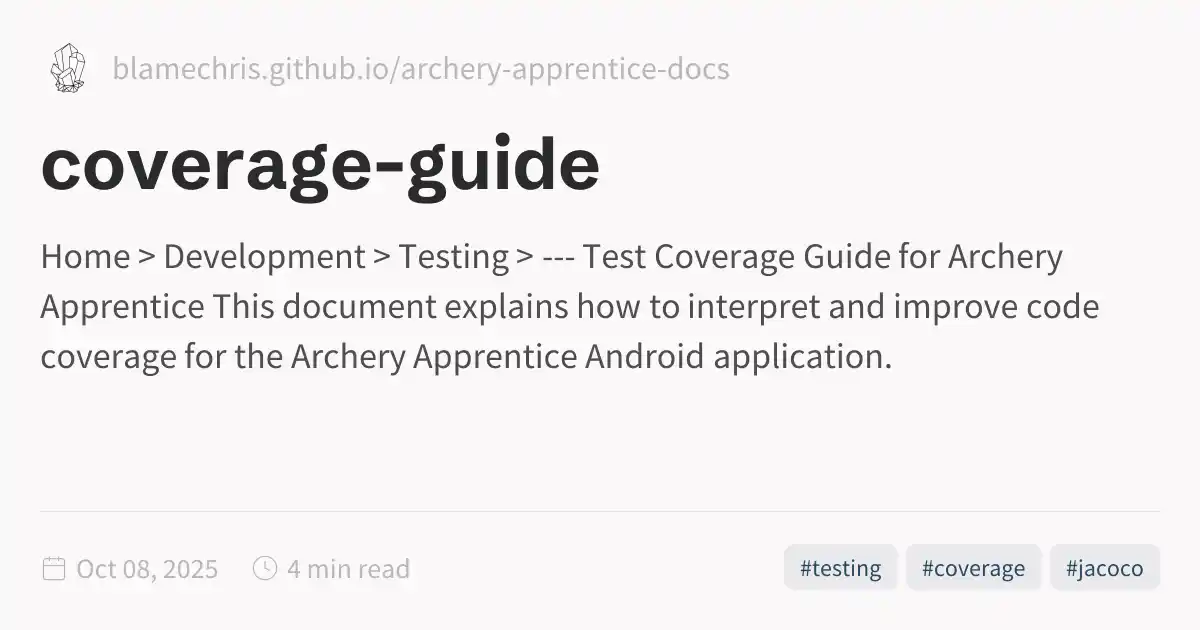 blamechris.github.io/archery-apprentice-docs
coverage-guide
Home > Development > Testing > --- Test Coverage Guide for Archery
Apprentice This document explains how to interpret and improve code
coverage for the Archery Apprentice Android application.
Oct 08, 2025 4 min read #testing #coverage #jacoco